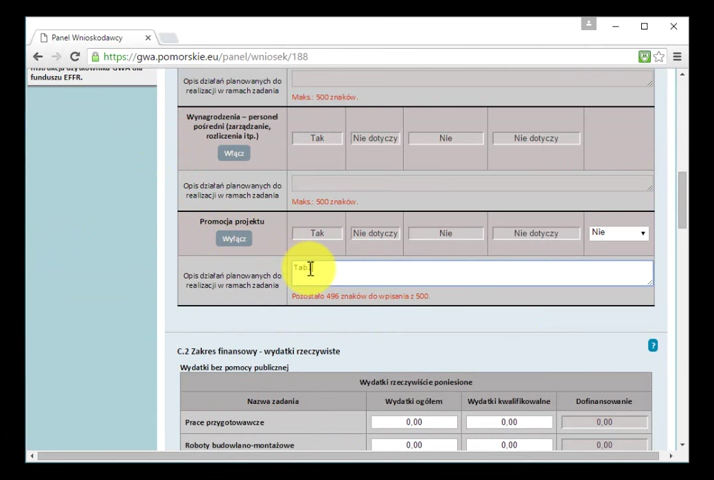 Panel Wnioskodawcy
https://gwa.pomorskie.eu/panel/wniosek/188
funduszu EFFR.
Opis działań planowanych do
realizacji w ramach zadania
Maks.: 500 znaków.
Wynagrodzenia – personel
pośredni (zarządzanie,
rozliczenia itp.)
Włącz
Tak
Nie dotyczy
Nie
Nie dotyczy
Opis działań planowanych do
realizacji w ramach zadania
Maks.: 500 znaków.
Promocja projektu
Wyłącz
Tak
Nie dotyczy
Nie
Nie dotyczy
Nie
Opis działań planowanych do
realizacji w ramach zadania
Pozostało 496 znaków do wpisania z 500.
C.2 Zakres finansowy - wydatki rzeczywiste
?
Wydatki bez pomocy publicznej
Wydatki rzeczywiście poniesione
Nazwa zadania
Wydatki ogółem
Wydatki kwalifikowalne
Dofinansowanie
Prace przygotowawcze
0,00
0,00
0,00
Roboty budowlano-montażowe
0,00
0,00
0,00